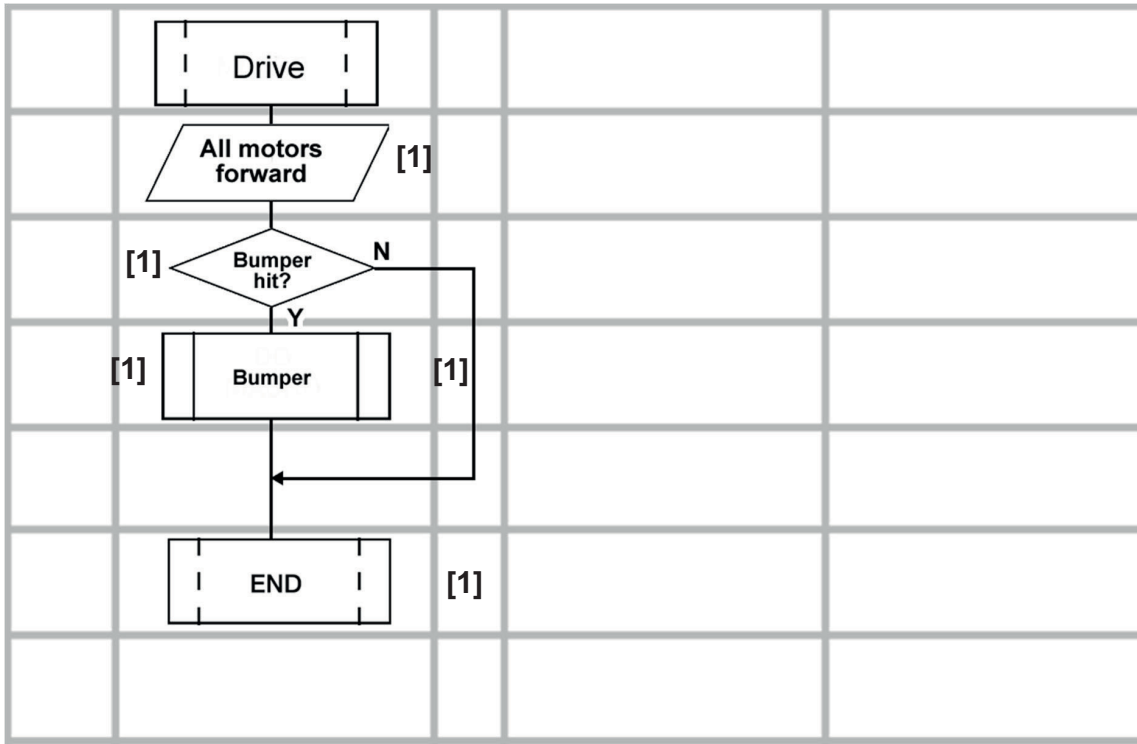 Drive
All motors
forward
[1]
[1]
Bumper
hit?
N
Y
[1]
Bumper
[1]
END
[1]